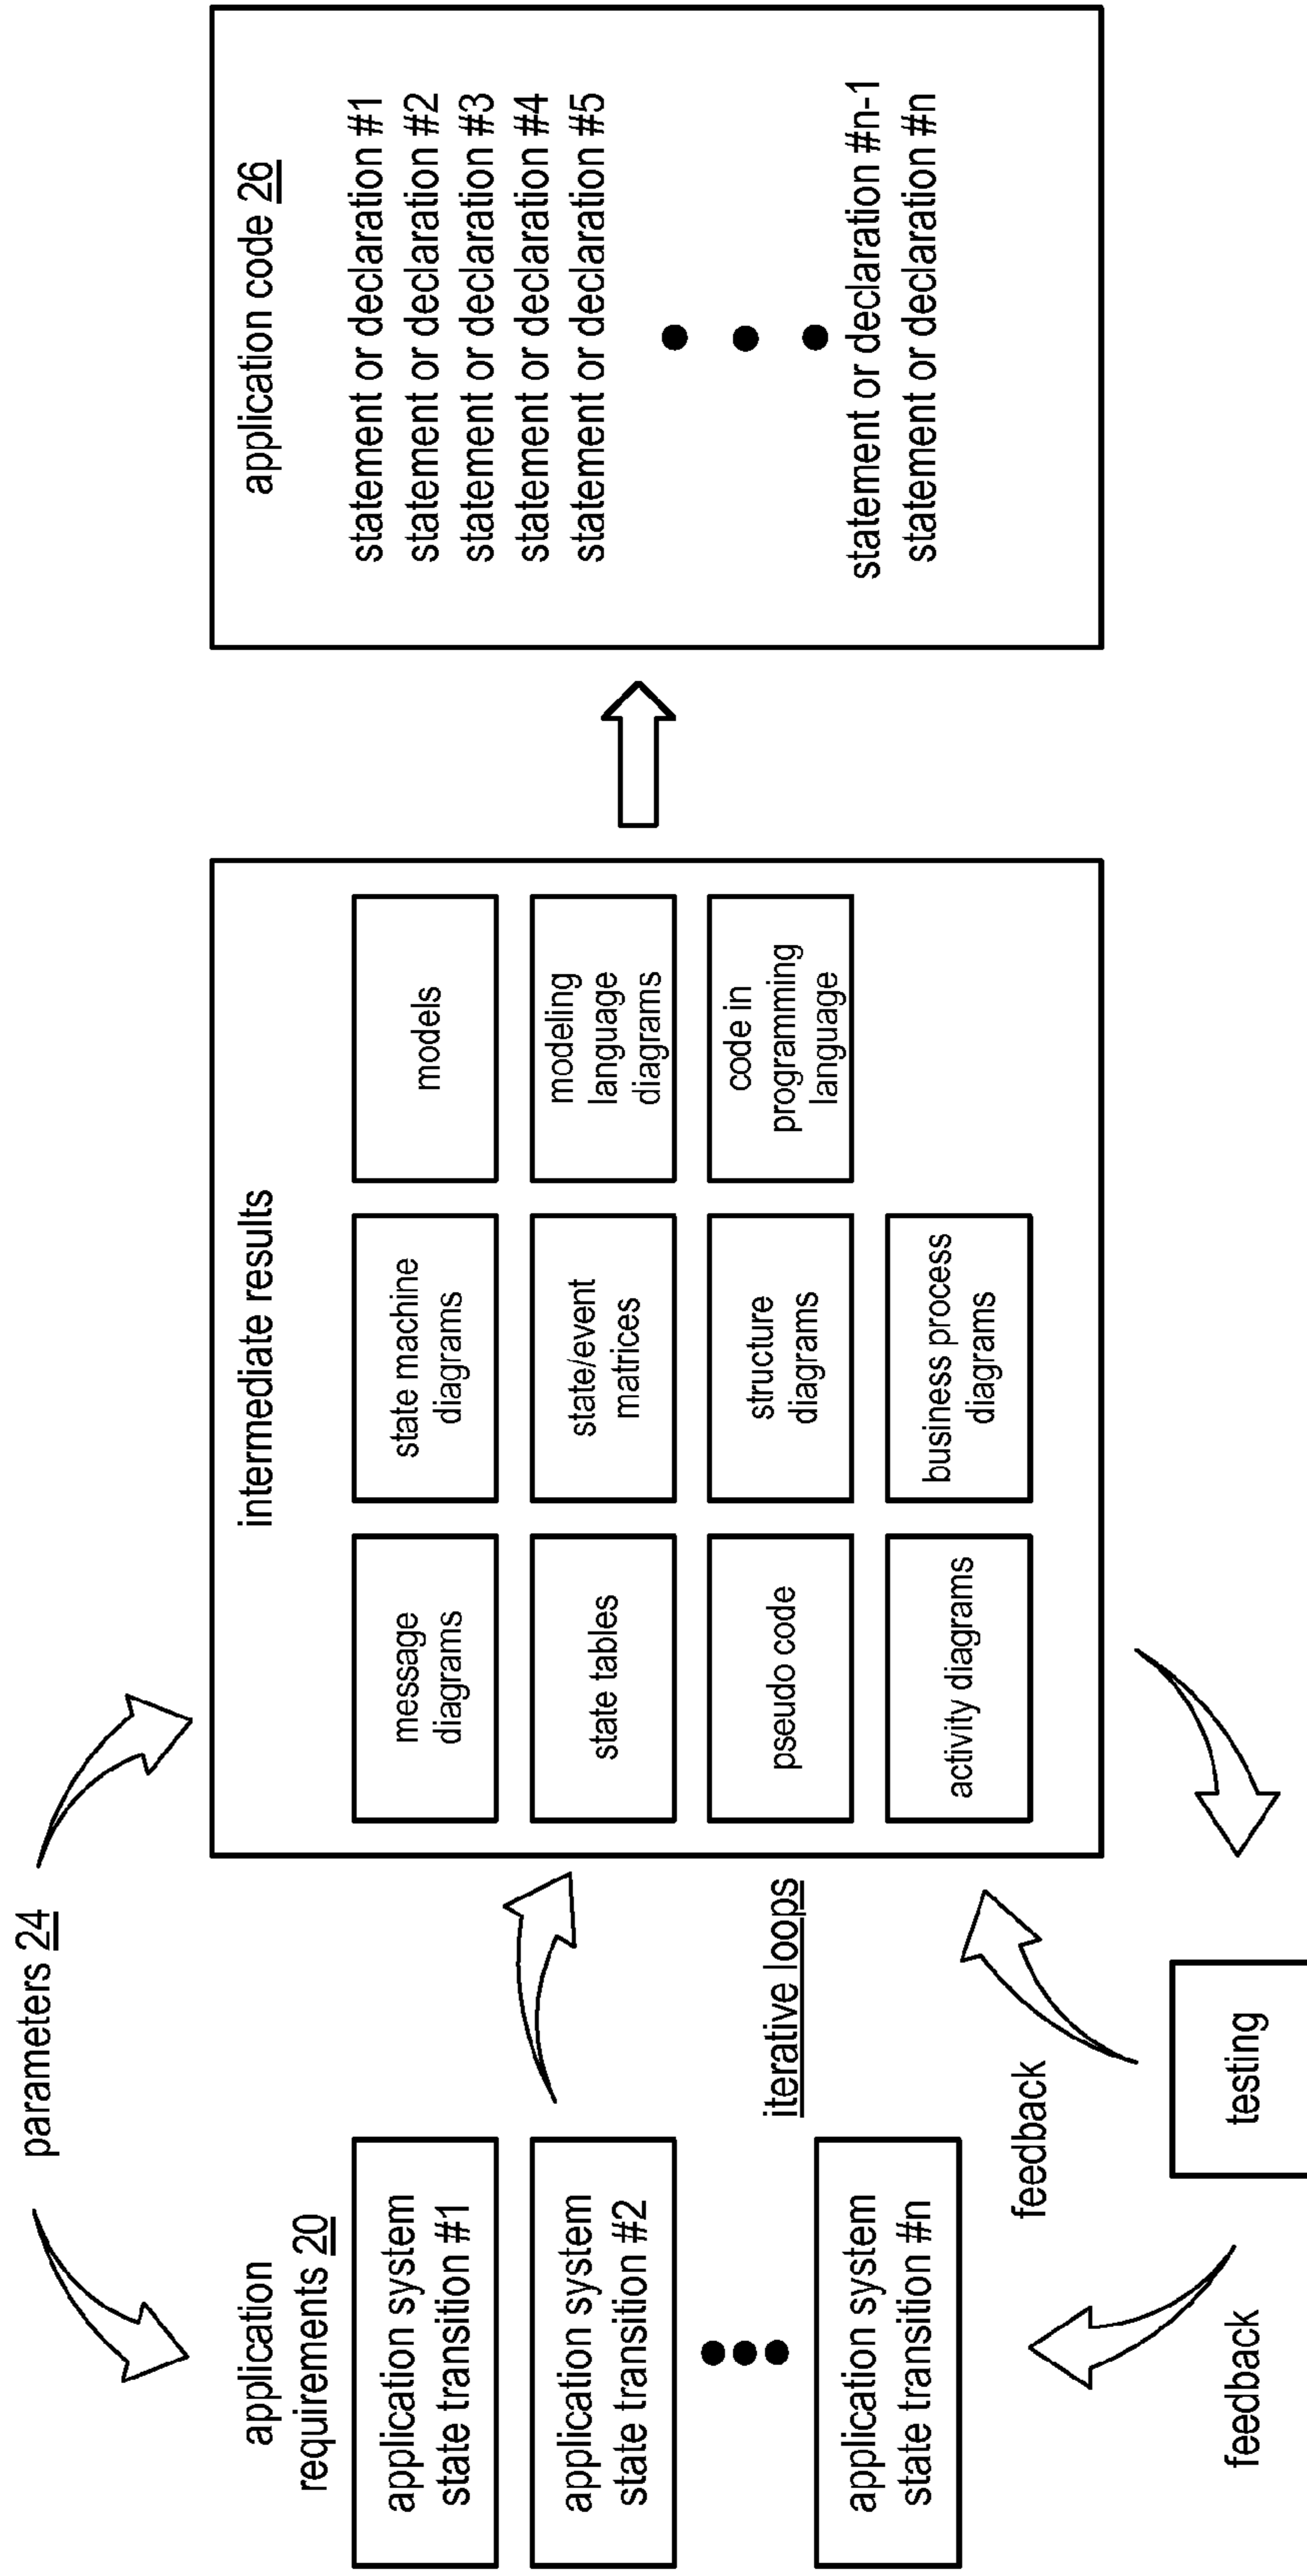 parameters 24
application
requirements 20
application system
state transition #1
application system
state transition #2
application system
state transition #n
iterative loops
feedback
feedback
testing
intermediate results
message
diagrams
state machine
diagrams
models
state tables
state/event
matrices
modeling
language
diagrams
pseudo code
structure
diagrams
code in
programming
language
activity diagrams
business process
diagrams
application code 26
statement or declaration #1
statement or declaration #2
statement or declaration #3
statement or declaration #4
statement or declaration #5
statement or declaration #n-1
statement or declaration #n